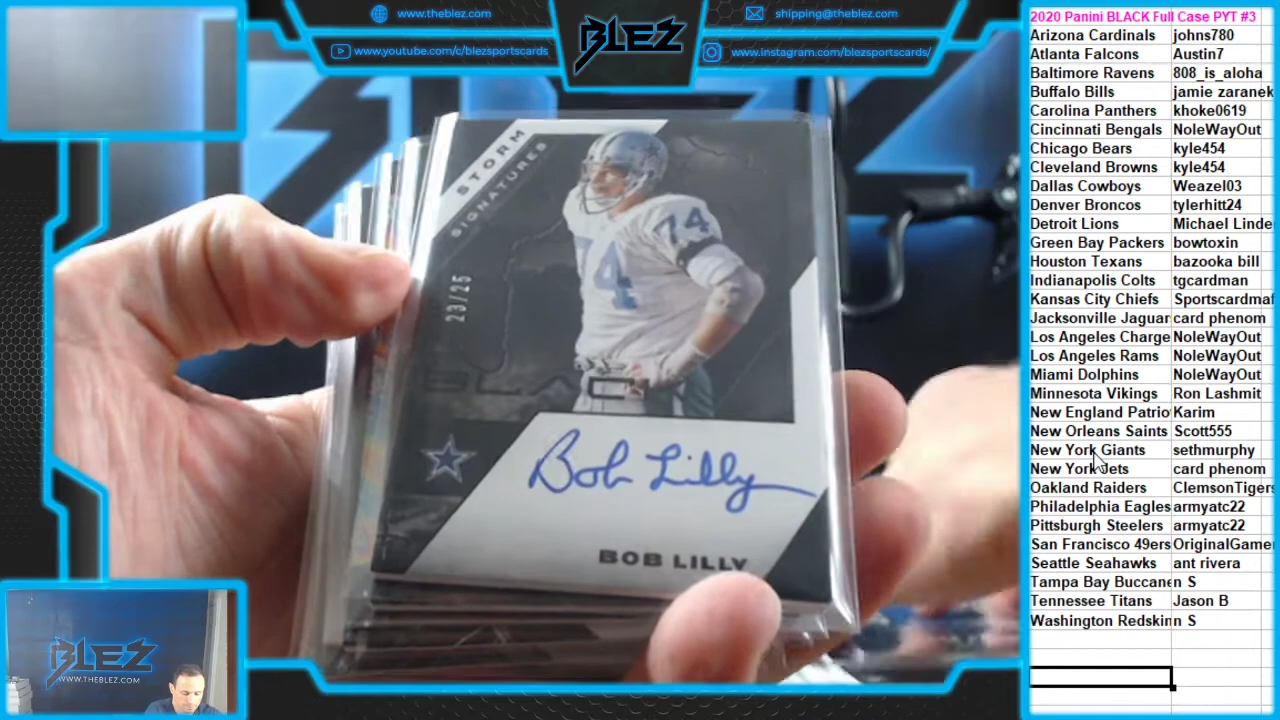 www.theblez.com
www.youtube.com/c/blezsportscards
BLEZ
shipping@theblez.com
www.instagram.com/blezsportscards/
STORM
SIGNATURES
23/25
74
74
Bob Lilly
BOB LILLY
BLEZ
WWW.THEBLEZ.COM
2020 Panini BLACK Full Case PYT #3
Arizona Cardinals johns780
Atlanta Falcons Austin7
Baltimore Ravens 808_is_aloha
Buffalo Bills jamie zaranek
Carolina Panthers khoke0619
Cincinnati Bengals NoleWayOut
Chicago Bears kyle454
Cleveland Browns kyle454
Dallas Cowboys Weazel03
Denver Broncos tylerhitt24
Detroit Lions Michael Linde
Green Bay Packers bowtoxin
Houston Texans bazooka bill
Indianapolis Colts tgcardman
Kansas City Chiefs Sportscardmaf
Jacksonville Jaguar card phenom
Los Angeles Charge NoleWayOut
Los Angeles Rams NoleWayOut
Miami Dolphins NoleWayOut
Minnesota Vikings Ron Lashmit
New England Patrio Karim
New Orleans Saints Scott555
New York Giants sethmurphy
New York Jets card phenom
Oakland Raiders ClemsonTigers
Philadelphia Eagles armyatc22
Pittsburgh Steelers armyatc22
San Francisco 49ers OriginalGamer
Seattle Seahawks ant rivera
Tampa Bay Buccane n S
Tennessee Titans Jason B
Washington Redskin n S